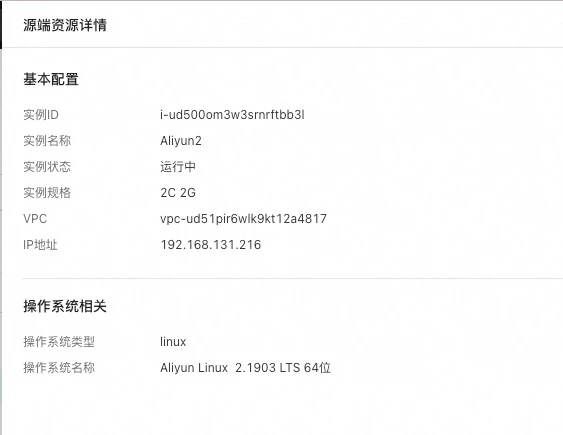 源端资源详情
基本配置
实例ID i-ud500om3w3srnrftbb3l
实例名称 Aliyun2
实例状态 运行中
实例规格 2C 2G
VPC vpc-ud51pir6wlk9kt12a4817
IP地址 192.168.131.216
操作系统相关
操作系统类型 linux
操作系统名称 Aliyun Linux  2.1903 LTS 64位